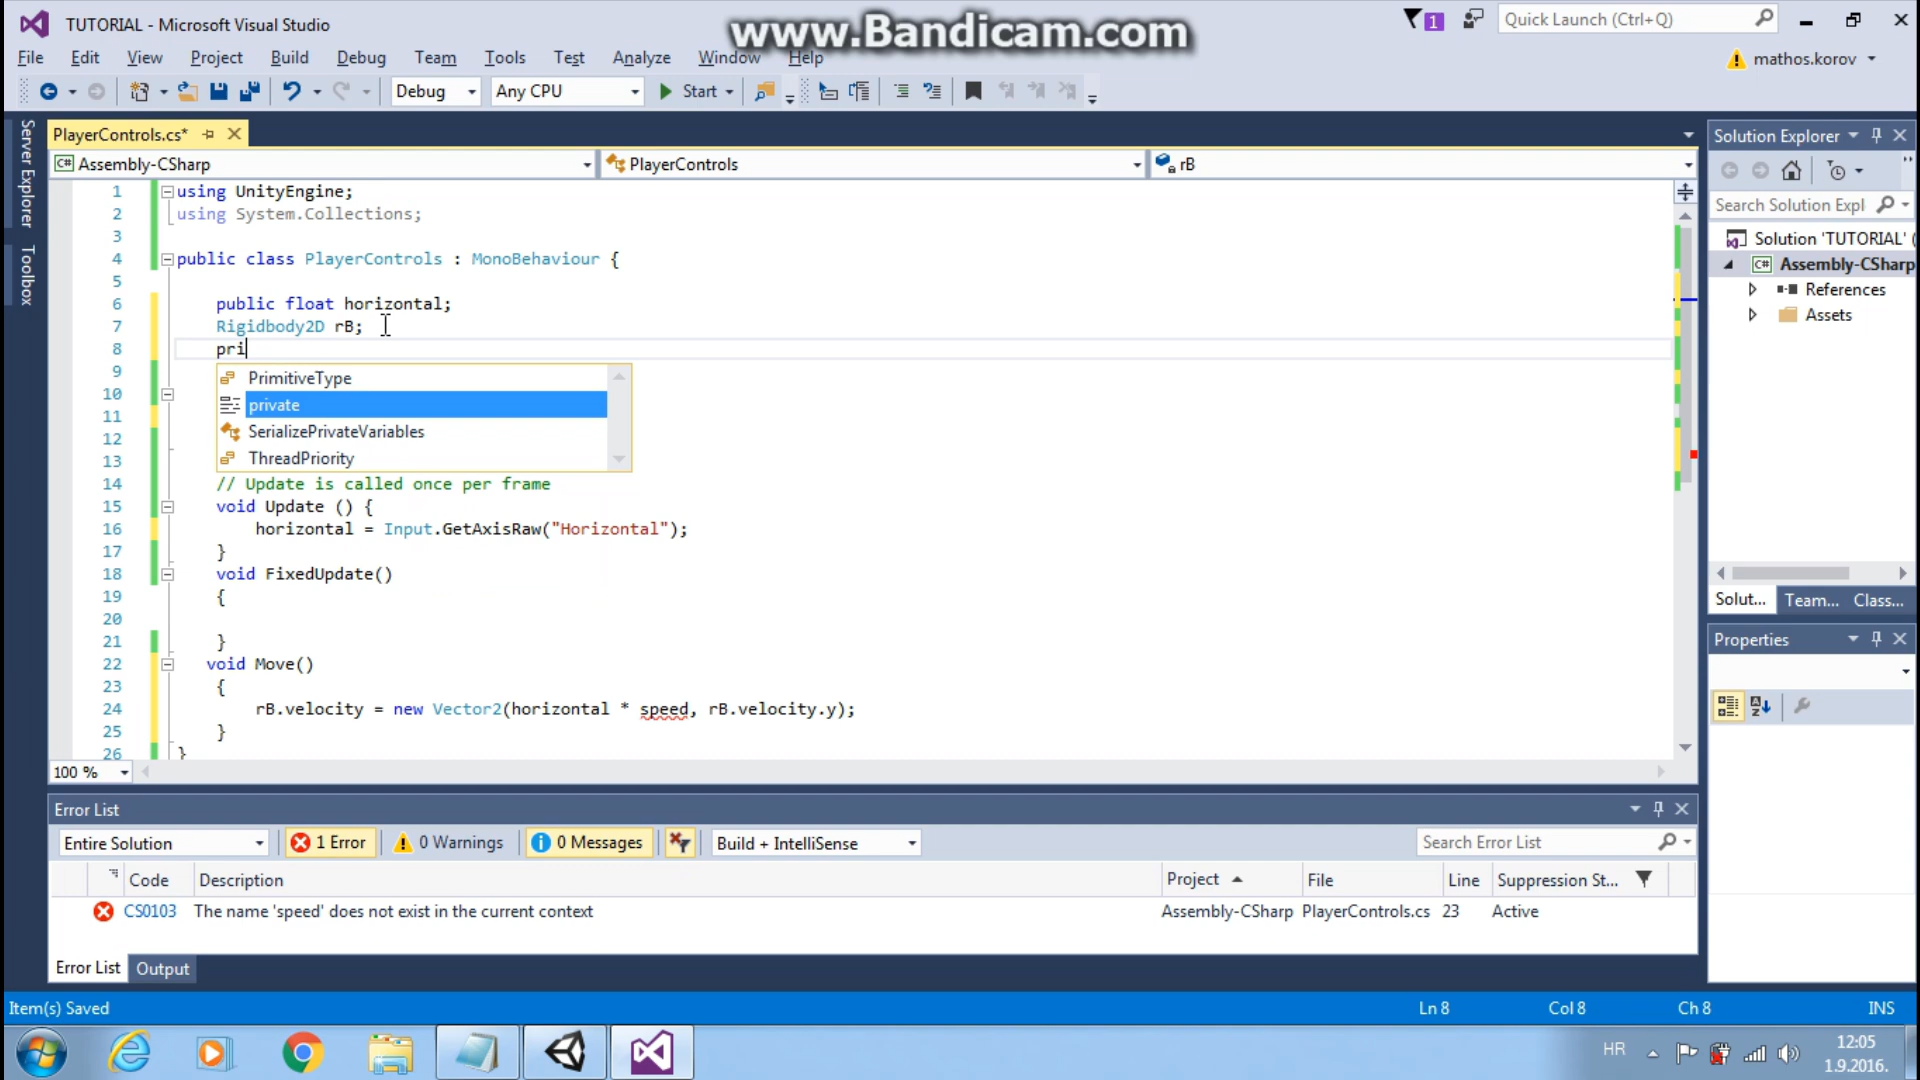 TUTORIAL - Microsoft Visual Studio
www.Bandicam.com
1
Quick Launch (Ctrl+Q)
File Edit View Project Build Debug Team Tools Test Analyze Window Help
mathos.korov
Debug Any CPU Start
Server Explorer
Toolbox
PlayerControls.cs*
Assembly-CSharp PlayerControls rB
1 using UnityEngine;
2 using System.Collections;
3
4 public class PlayerControls : MonoBehaviour {
5
6 public float horizontal;
7 Rigidbody2D rB;
8 pri
9
PrimitiveType
10
private
11
SerializePrivateVariables
12
ThreadPriority
13
14 // Update is called once per frame
15 void Update () {
16 horizontal = Input.GetAxisRaw("Horizontal");
17 }
18 void FixedUpdate()
19 {
20
21 }
22 void Move()
23 {
24 rB.velocity = new Vector2(horizontal * speed, rB.velocity.y);
25 }
26 }
100 %
Solution Explorer
Search Solution Expl
Solution 'TUTORIAL' (
Assembly-CSharp
References
Assets
Solut... Team... Class...
Properties
Error List
Entire Solution 1 Error 0 Warnings 0 Messages Build + IntelliSense Search Error List
Code Description Project File Line Suppression St...
CS0103 The name 'speed' does not exist in the current context Assembly-CSharp PlayerControls.cs 23 Active
Error List Output
Item(s) Saved Ln 8 Col 8 Ch 8 INS
HR 12:05
1.9.2016.